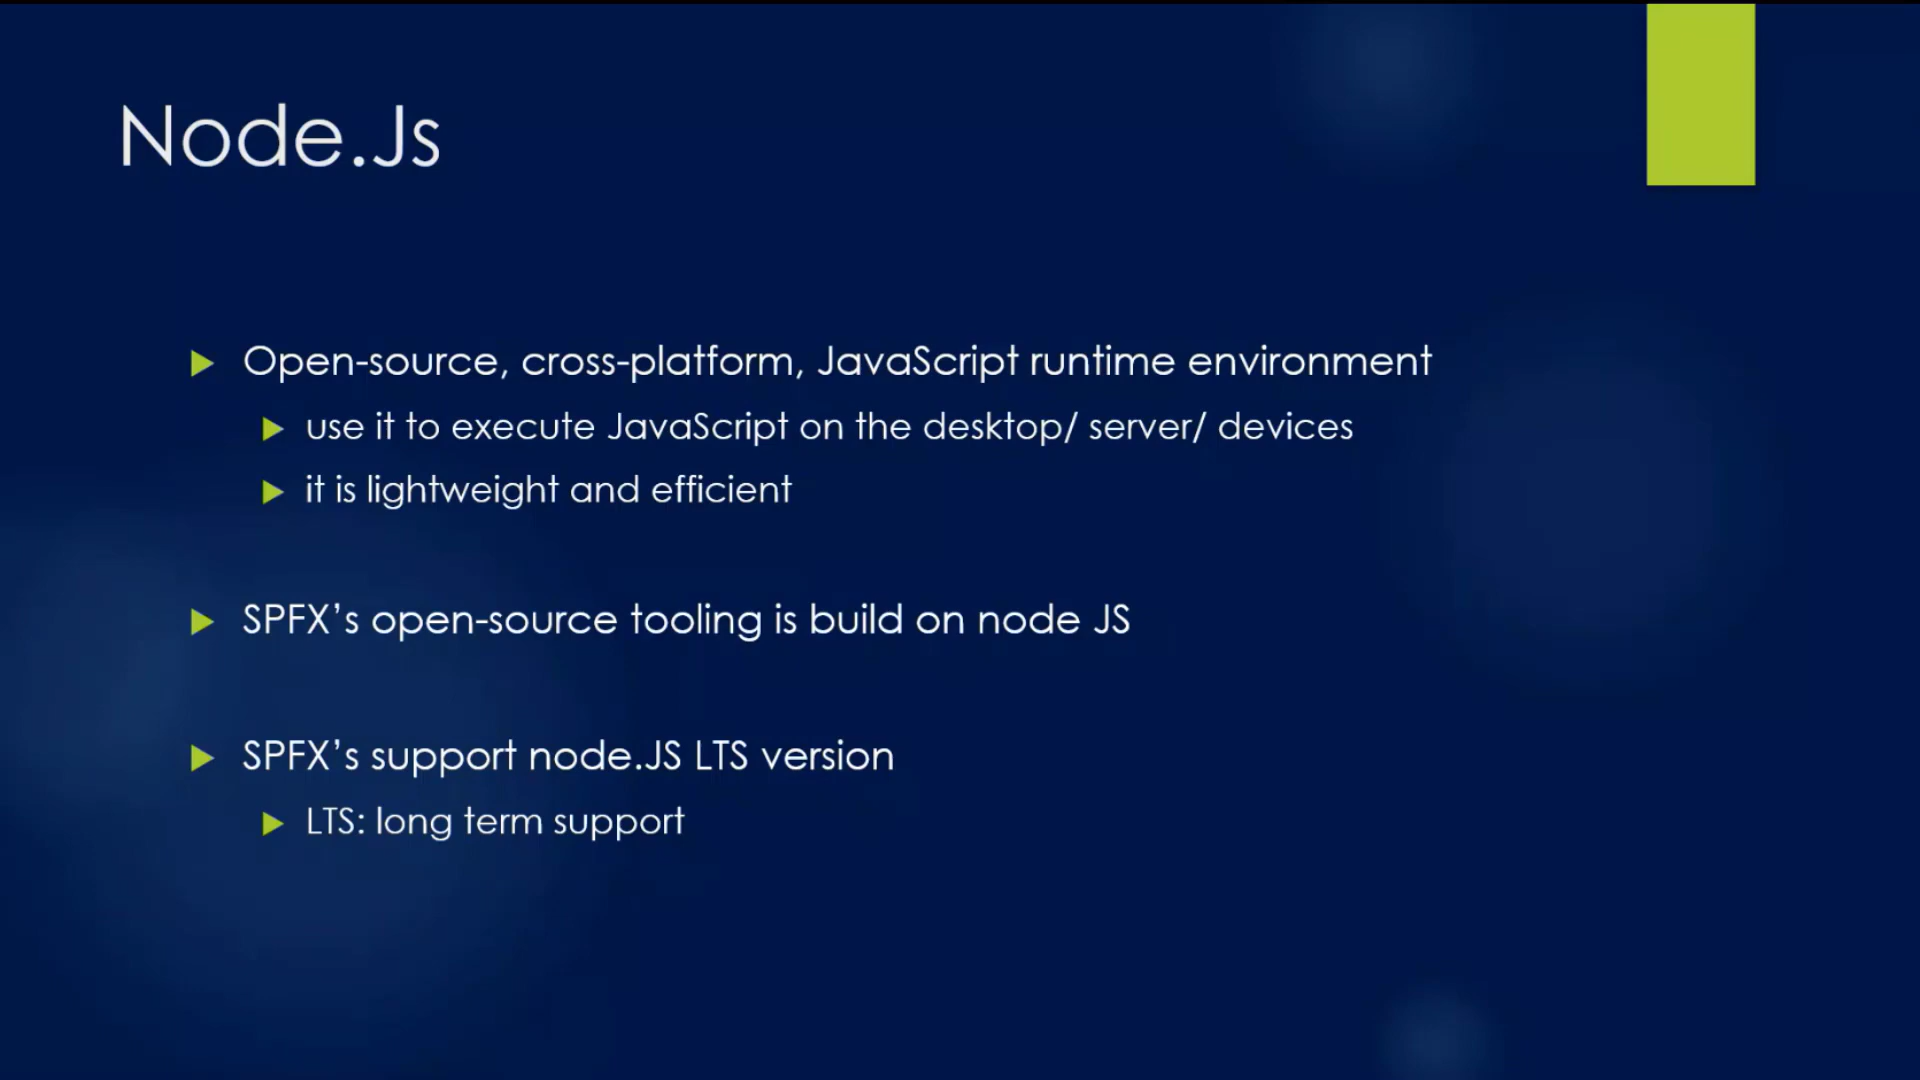 Node.Js
Open-source, cross-platform, JavaScript runtime environment
use it to execute JavaScript on the desktop/ server/ devices
it is lightweight and efficient
SPFX’s open-source tooling is build on node JS
SPFX’s support node.JS LTS version
LTS: long term support